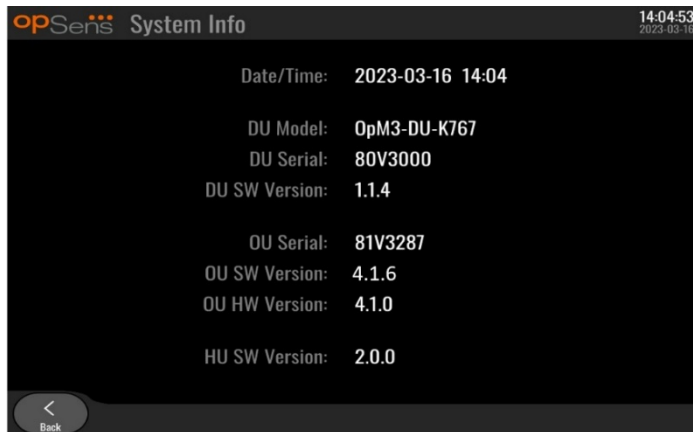 opSens System Info
14:04:53
2023-03-16
Date/Time: 2023-03-16 14:04
DU Model: OpM3-DU-K767
DU Serial: 80V3000
DU SW Version: 1.1.4
OU Serial: 81V3287
OU SW Version: 4.1.6
OU HW Version: 4.1.0
HU SW Version: 2.0.0
< Back